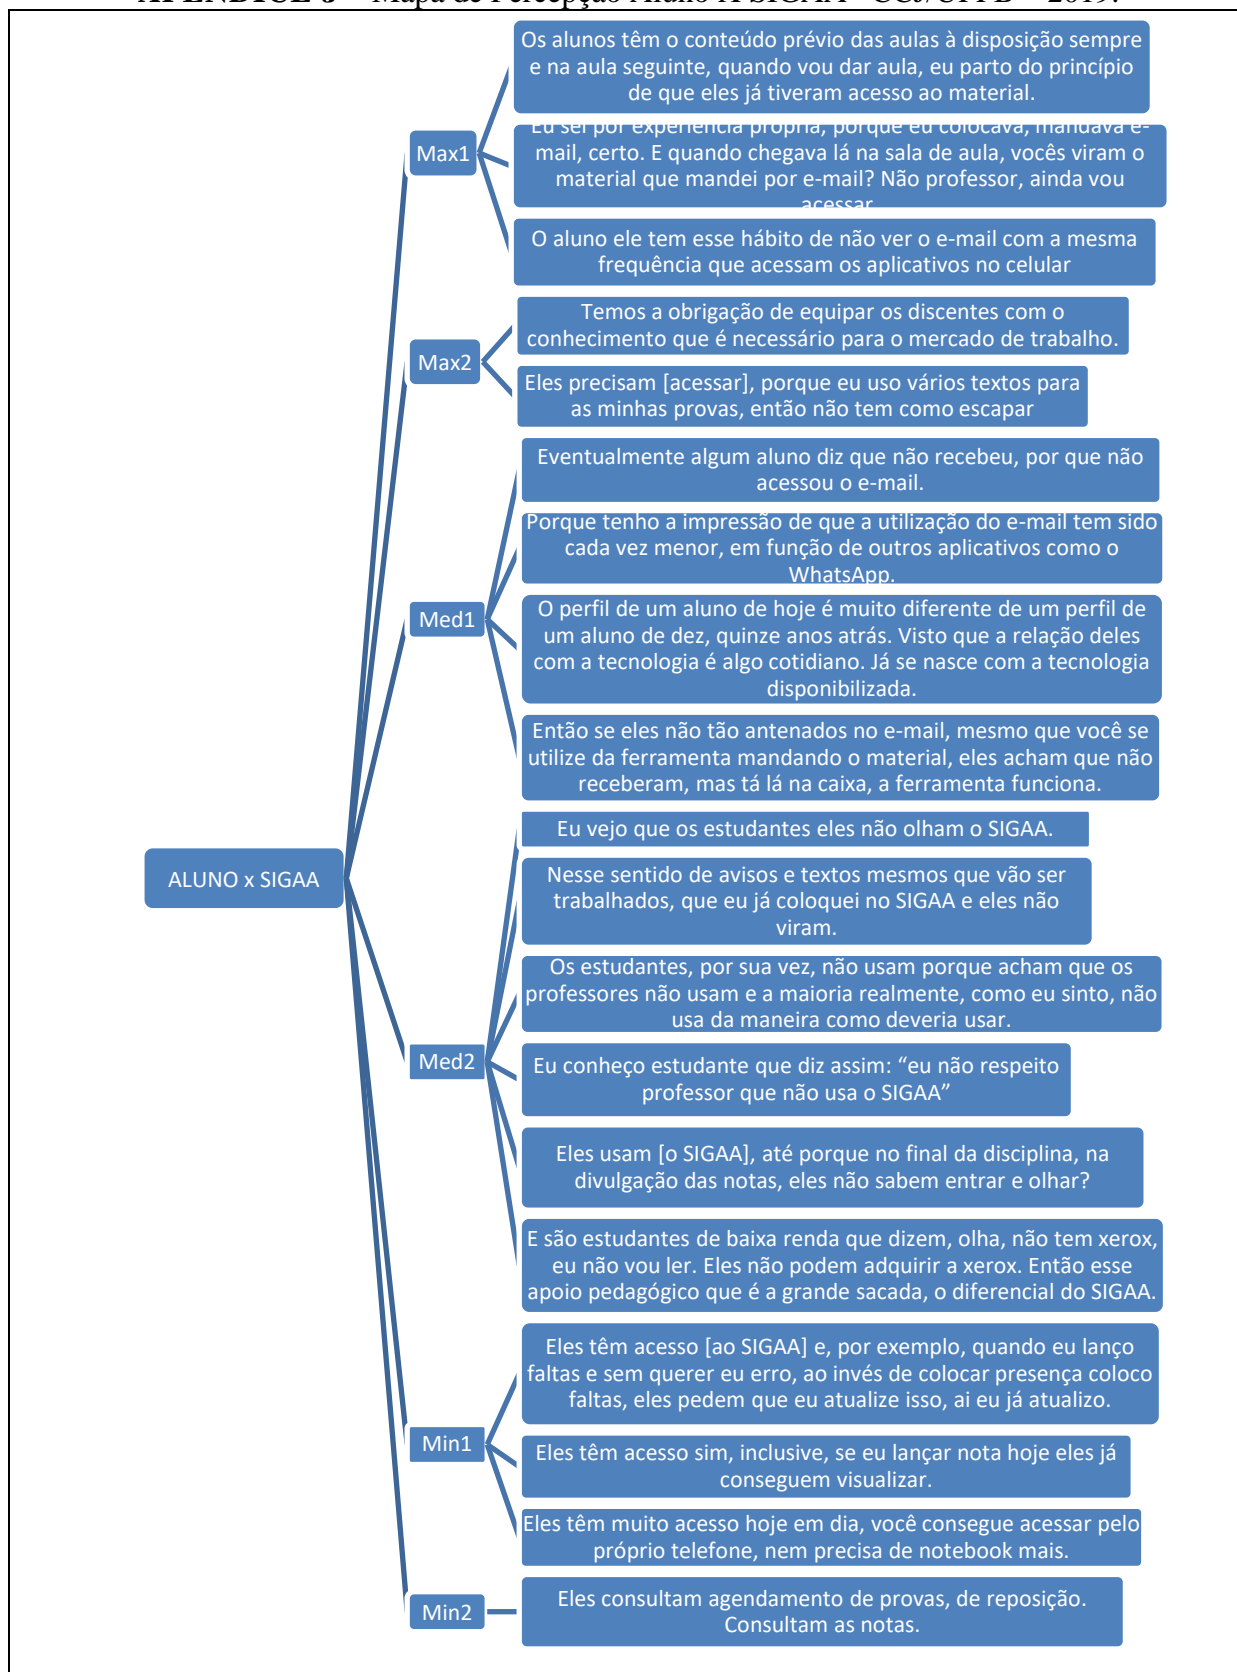 APÊNDICE J – Mapa de Percepção Aluno X SIGAA - CCJ/UFPB – 2019.
Os alunos têm o conteúdo prévio das aulas à disposição sempre
e na aula seguinte, quando vou dar aula, eu parto do princípio
de que eles já tiveram acesso ao material.
Max1
Eu sei por experiência própria, porque eu colocava, mandava e-
mail, certo. E quando chegava lá na sala de aula, vocês viram o
material que mandei por e-mail? Não professor, ainda vou
acessar
O aluno ele tem esse hábito de não ver o e-mail com a mesma
frequência que acessam os aplicativos no celular
Max2
Temos a obrigação de equipar os discentes com o
conhecimento que é necessário para o mercado de trabalho.
Eles precisam [acessar], porque eu uso vários textos para
as minhas provas, então não tem como escapar
Med1
Eventualmente algum aluno diz que não recebeu, por que não
acessou o e-mail.
Porque tenho a impressão de que a utilização do e-mail tem sido
cada vez menor, em função de outros aplicativos como o
WhatsApp.
O perfil de um aluno de hoje é muito diferente de um perfil de
um aluno de dez, quinze anos atrás. Visto que a relação deles
com a tecnologia é algo cotidiano. Já se nasce com a tecnologia
disponibilizada.
Então se eles não tão antenados no e-mail, mesmo que você se
utilize da ferramenta mandando o material, eles acham que não
receberam, mas tá lá na caixa, a ferramenta funciona.
ALUNO x SIGAA
Med2
Eu vejo que os estudantes eles não olham o SIGAA.
Nesse sentido de avisos e textos mesmos que vão ser
trabalhados, que eu já coloquei no SIGAA e eles não
viram.
Os estudantes, por sua vez, não usam porque acham que os
professores não usam e a maioria realmente, como eu sinto, não
usa da maneira como deveria usar.
Eu conheço estudante que diz assim: “eu não respeito
professor que não usa o SIGAA”
Eles usam [o SIGAA], até porque no final da disciplina, na
divulgação das notas, eles não sabem entrar e olhar?
E são estudantes de baixa renda que dizem, olha, não tem xerox,
eu não vou ler. Eles não podem adquirir a xerox. Então esse
apoio pedagógico que é a grande sacada, o diferencial do SIGAA.
Min1
Eles têm acesso [ao SIGAA] e, por exemplo, quando eu lanço
faltas e sem querer eu erro, ao invés de colocar presença coloco
faltas, eles pedem que eu atualize isso, ai eu já atualizo.
Eles têm acesso sim, inclusive, se eu lançar nota hoje eles já
conseguem visualizar.
Eles têm muito acesso hoje em dia, você consegue acessar pelo
próprio telefone, nem precisa de notebook mais.
Min2
Eles consultam agendamento de provas, de reposição.
Consultam as notas.